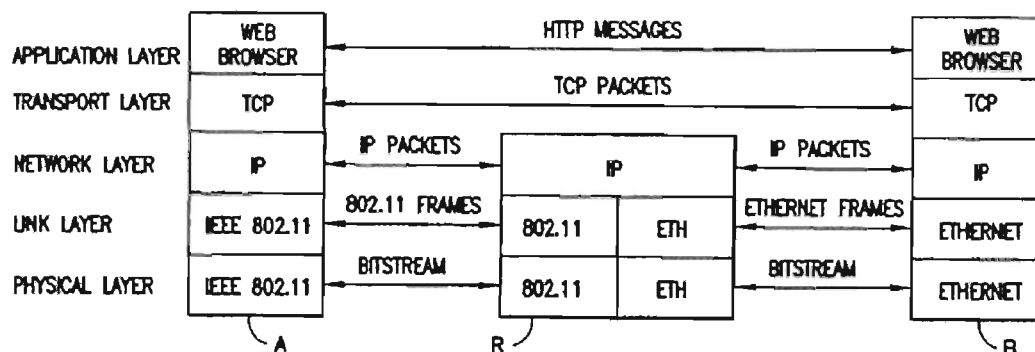 APPLICATION LAYER WEB BROWSER HTTP MESSAGES WEB BROWSER
TRANSPORT LAYER TCP TCP PACKETS TCP
NETWORK LAYER IP IP PACKETS IP IP PACKETS IP
LINK LAYER IEEE 802.11 802.11 FRAMES 802.11 ETH ETHERNET FRAMES ETHERNET
PHYSICAL LAYER IEEE 802.11 BITSTREAM 802.11 ETH BITSTREAM ETHERNET
A R B